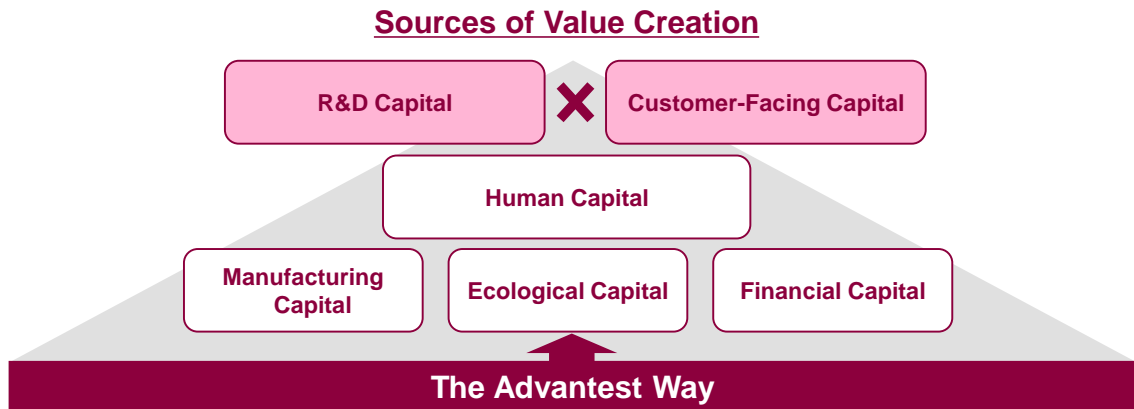 Sources of Value Creation
R&D Capital
Customer-Facing Capital
Human Capital
Manufacturing
Capital
Ecological Capital
Financial Capital
The Advantest Way